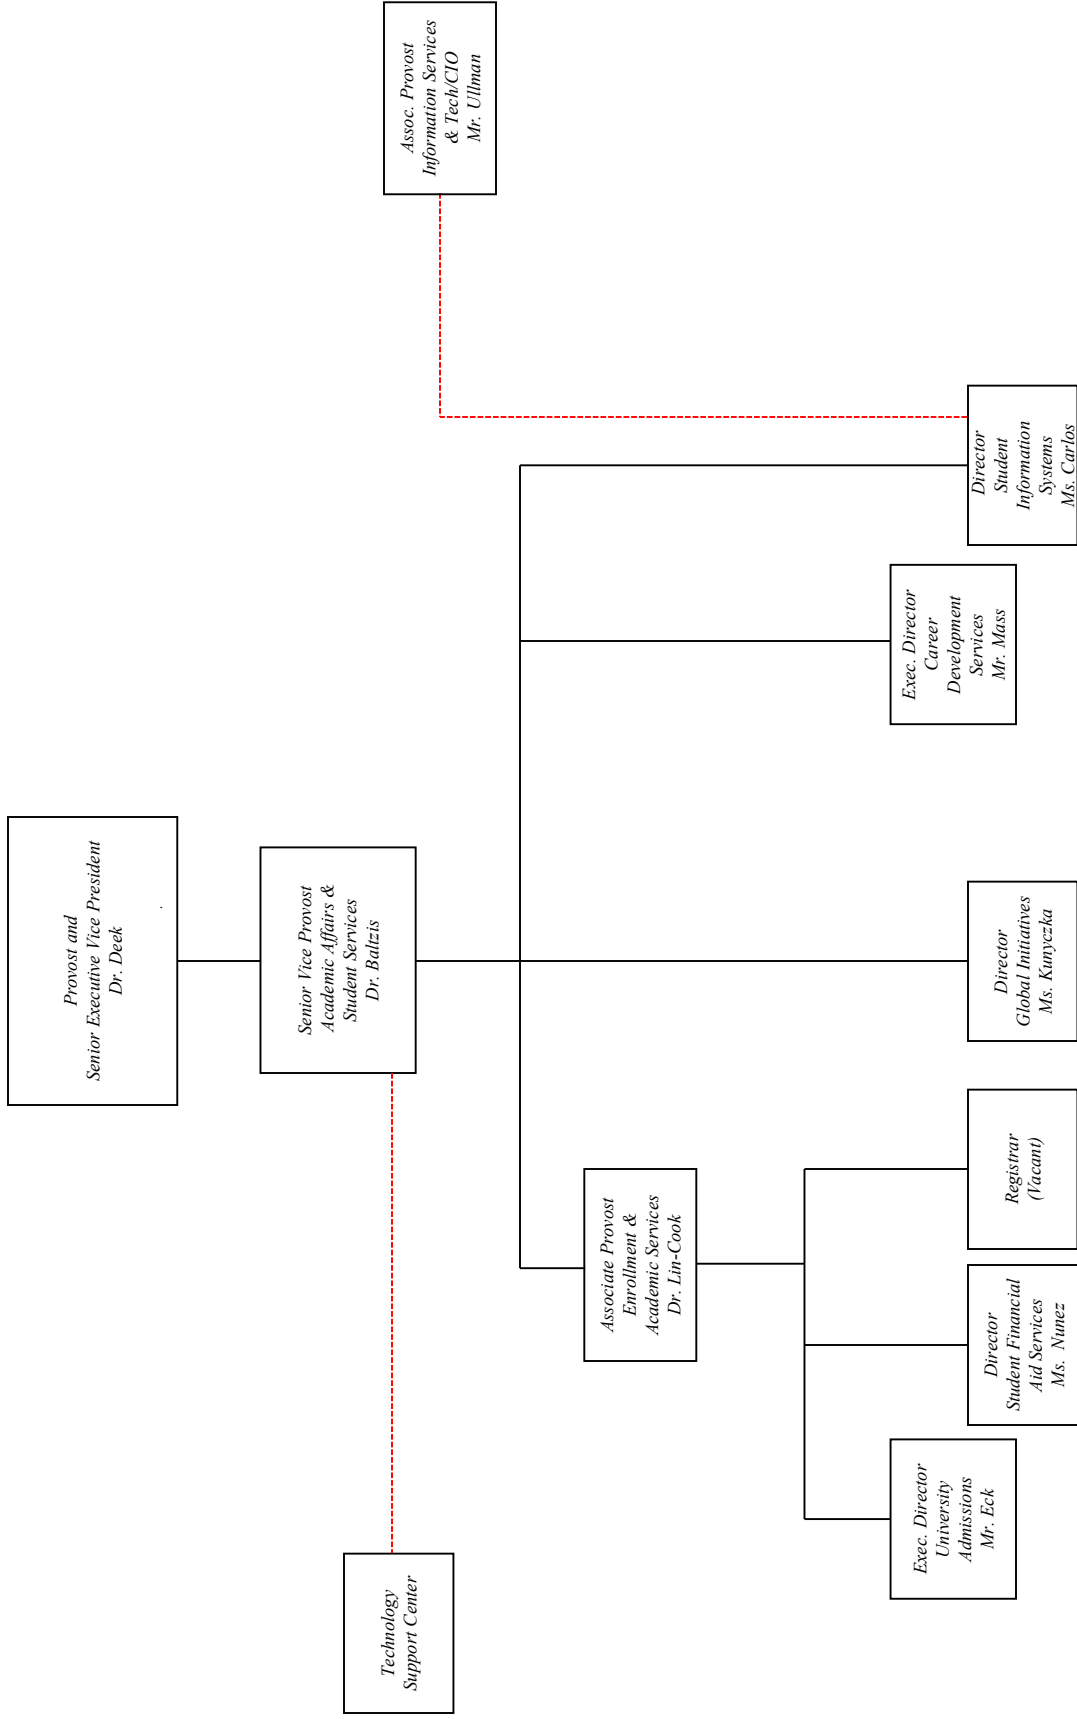 Provost and
Senior Executive Vice President
Dr. Deek
.
Senior Vice Provost
Academic Affairs &
Student Services
Dr. Baltzis
Technology
Support Center
Assoc. Provost
Information Services
& Tech/CIO
Mr. Ullman
Associate Provost
Enrollment &
Academic Services
Dr. Lin-Cook
Exec. Director
University
Admissions
Mr. Eck
Director
Student Financial
Aid Services
Ms. Nunez
Registrar
(Vacant)
Director
Global Initiatives
Ms. Kunyczka
Exec. Director
Career
Development
Services
Mr. Mass
Director
Student
Information
Systems
Ms. Carlos